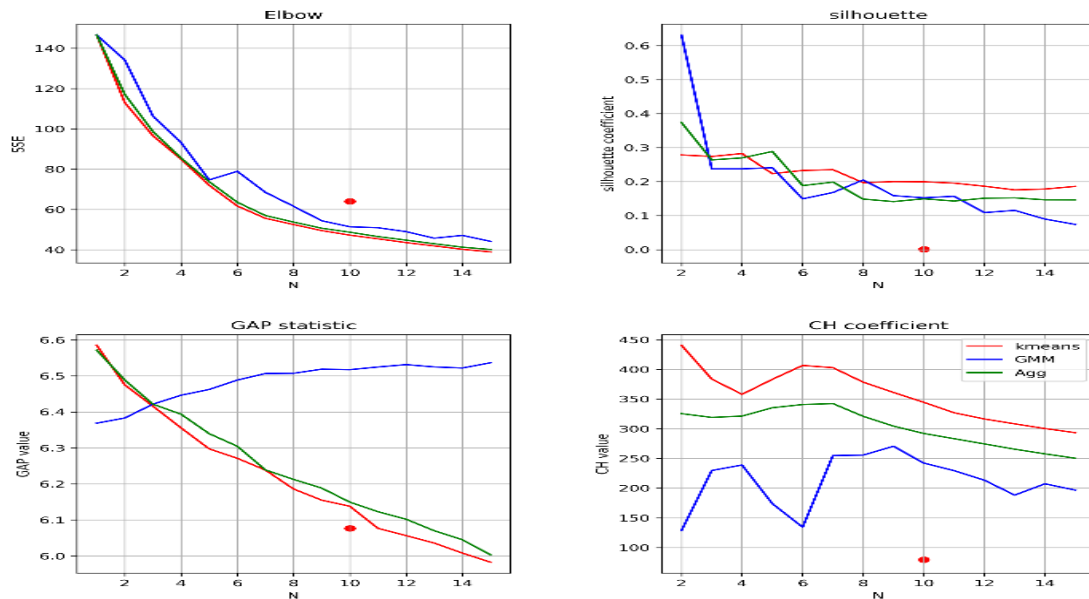 Elbow
140
120
100
80
60
40
SSE
2 4 6 8 10 12 14
N
silhouette
0.6
0.5
0.4
0.3
0.2
0.1
0.0
silhouette coefficient
2 4 6 8 10 12 14
N
GAP statistic
6.6
6.5
6.4
6.3
6.2
6.1
6.0
GAP value
2 4 6 8 10 12 14
N
CH coefficient
450
400
350
300
250
200
150
100
CH value
kmeans
GMM
Agg
2 4 6 8 10 12 14
N